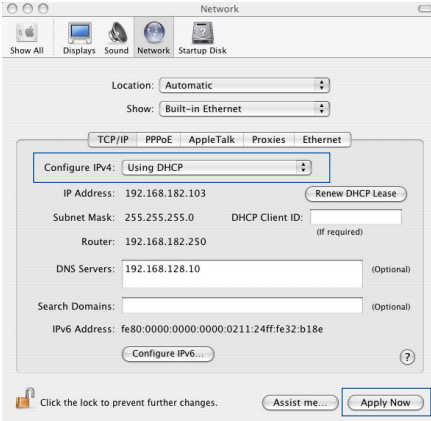 Network
Show All Displays Sound Network Startup Disk
Location: Automatic
Show: Built-in Ethernet
TCP/IP PPPoE AppleTalk Proxies Ethernet
Configure IPv4: Using DHCP
IP Address: 192.168.182.103 Renew DHCP Lease
Subnet Mask: 255.255.255.0 DHCP Client ID:
(If required)
Router: 192.168.182.250
DNS Servers: 192.168.128.10 (Optional)
Search Domains: (Optional)
IPv6 Address: fe80:0000:0000:0000:0211:24ff:fe32:b18e
Configure IPv6... ?
Click the lock to prevent further changes. Assist me... Apply Now